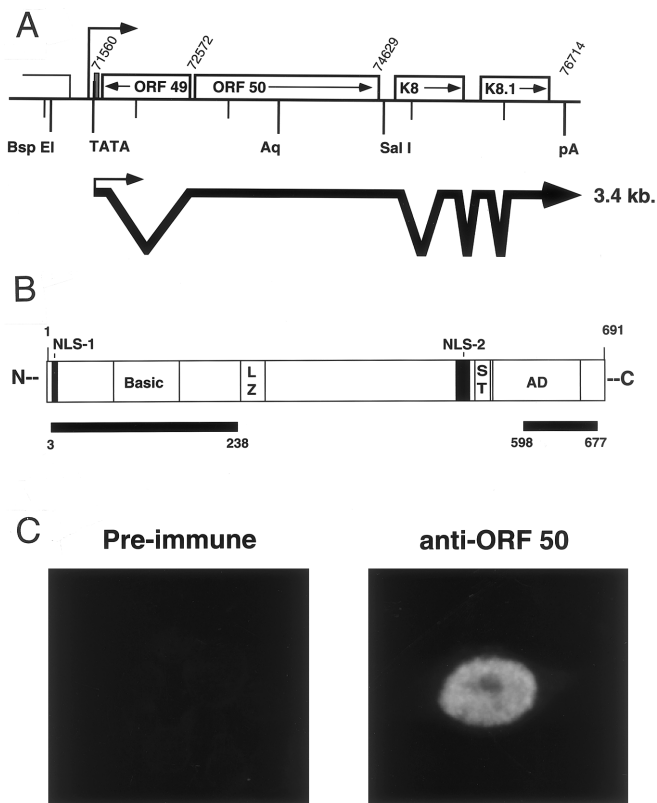 A
71560
72572
74629
76714
ORF 49
ORF 50
K8
K8.1
Bsp EI
TATA
Aq
Sal I
pA
3.4 kb.
B
1
NLS-1
NLS-2
691
N--
Basic
L
Z
S
T
AD
--C
3
238
598
677
C
Pre-immune
anti-ORF 50